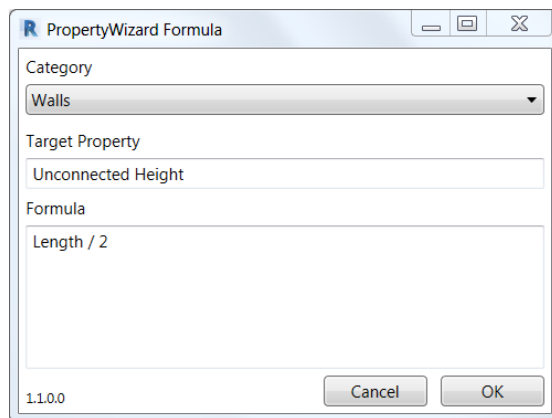 PropertyWizard Formula
Category
Walls
Target Property
Unconnected Height
Formula
Length / 2
1.1.0.0
Cancel
OK